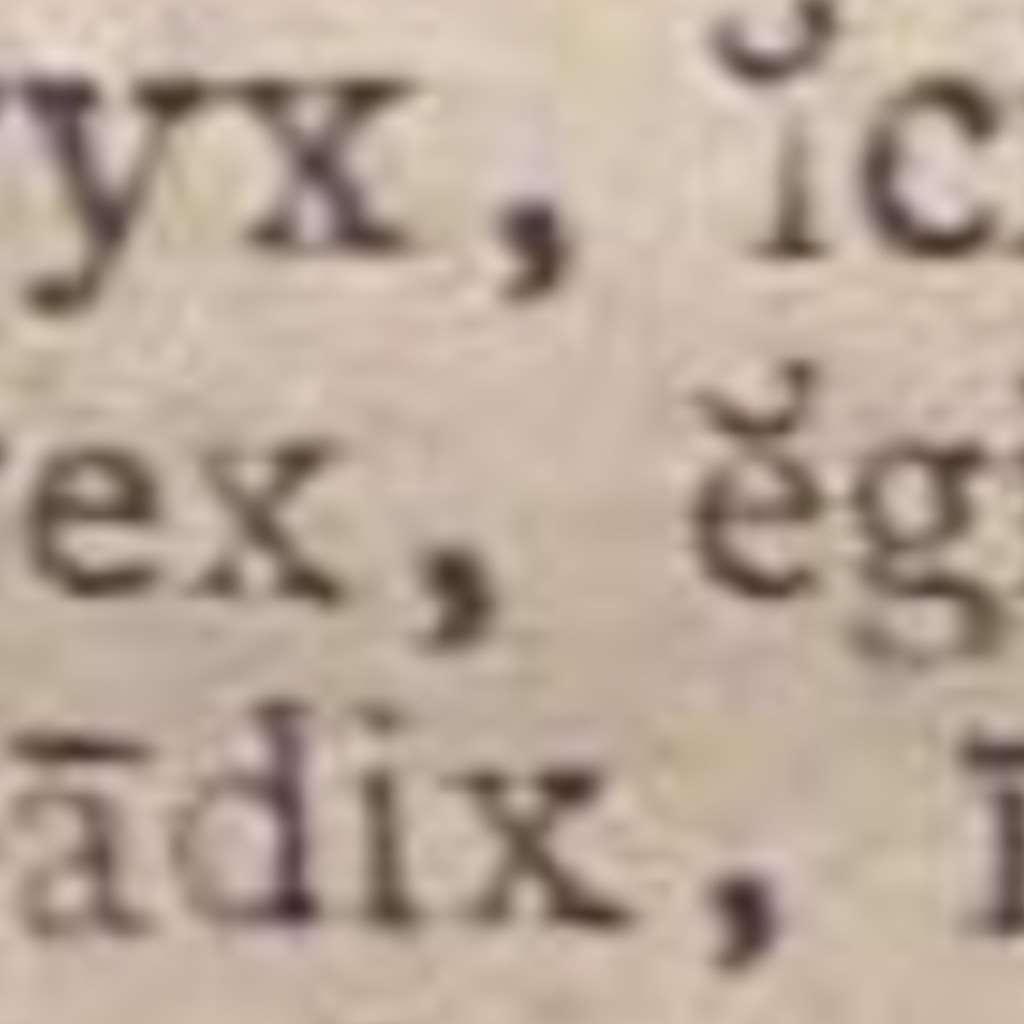 yx, ĭc
ex, ĕg
ādix, ī